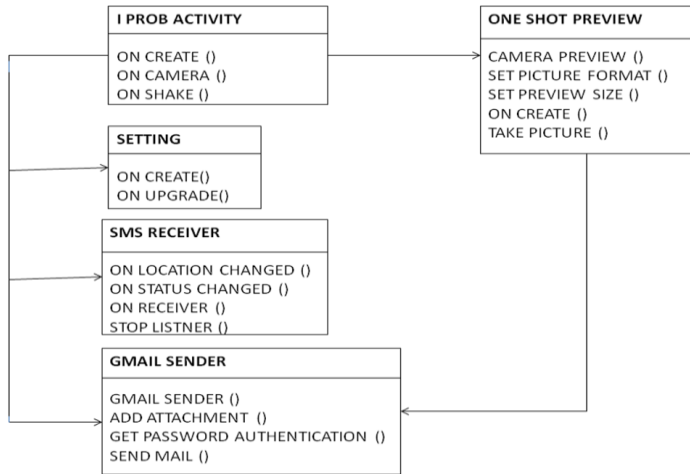 I PROB ACTIVITY
ON CREATE ()
ON CAMERA ()
ON SHAKE ()
ONE SHOT PREVIEW
CAMERA PREVIEW ()
SET PICTURE FORMAT ()
SET PREVIEW SIZE ()
ON CREATE ()
TAKE PICTURE ()
SETTING
ON CREATE()
ON UPGRADE()
SMS RECEIVER
ON LOCATION CHANGED ()
ON STATUS CHANGED ()
ON RECEIVER ()
STOP LISTNER ()
GMAIL SENDER
GMAIL SENDER ()
ADD ATTACHMENT ()
GET PASSWORD AUTHENTICATION ()
SEND MAIL ()